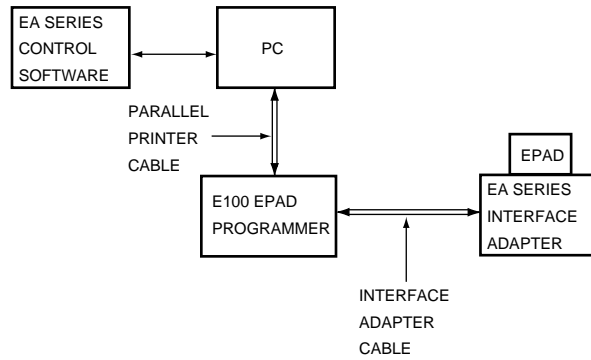 EA SERIES
CONTROL
SOFTWARE
PC
PARALLEL
PRINTER
CABLE
EPAD
E100 EPAD
PROGRAMMER
EA SERIES
INTERFACE
ADAPTER
INTERFACE
ADAPTER
CABLE